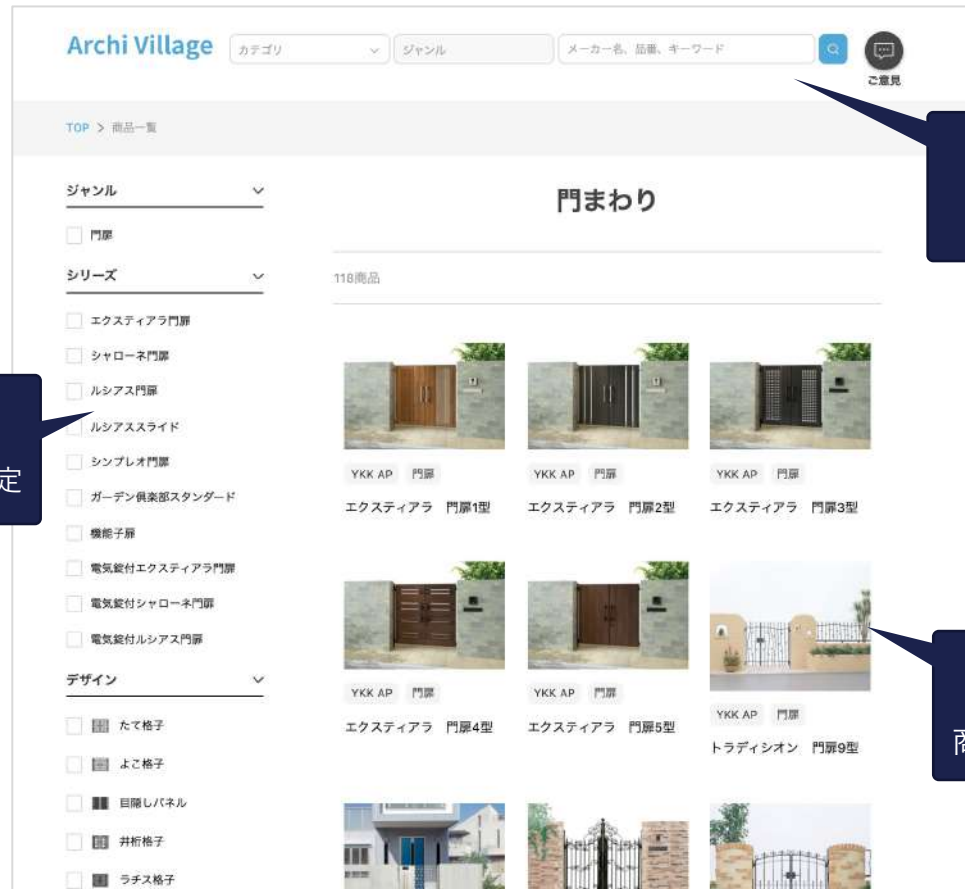 Archi Village
カテゴリ
ジャンル
メーカー名、品番、キーワード
ご意見
TOP > 商品一覧
ジャンル
門扉
シリーズ
エクスティアラ門扉
シャローネ門扉
ルシアス門扉
ルシアススライド
シンプレオ門扉
ガーデン倶楽部スタンダード
機能子扉
電気錠付エクスティアラ門扉
電気錠付シャローネ門扉
電気錠付ルシアス門扉
デザイン
たて格子
よこ格子
目隠しパネル
井桁格子
ラチス格子
定
門まわり
118商品
YKK AP 門扉
エクスティアラ 門扉1型
YKK AP 門扉
エクスティアラ 門扉2型
YKK AP 門扉
エクスティアラ 門扉3型
YKK AP 門扉
エクスティアラ 門扉4型
YKK AP 門扉
エクスティアラ 門扉5型
YKK AP 門扉
トラディシオン 門扉9型
商